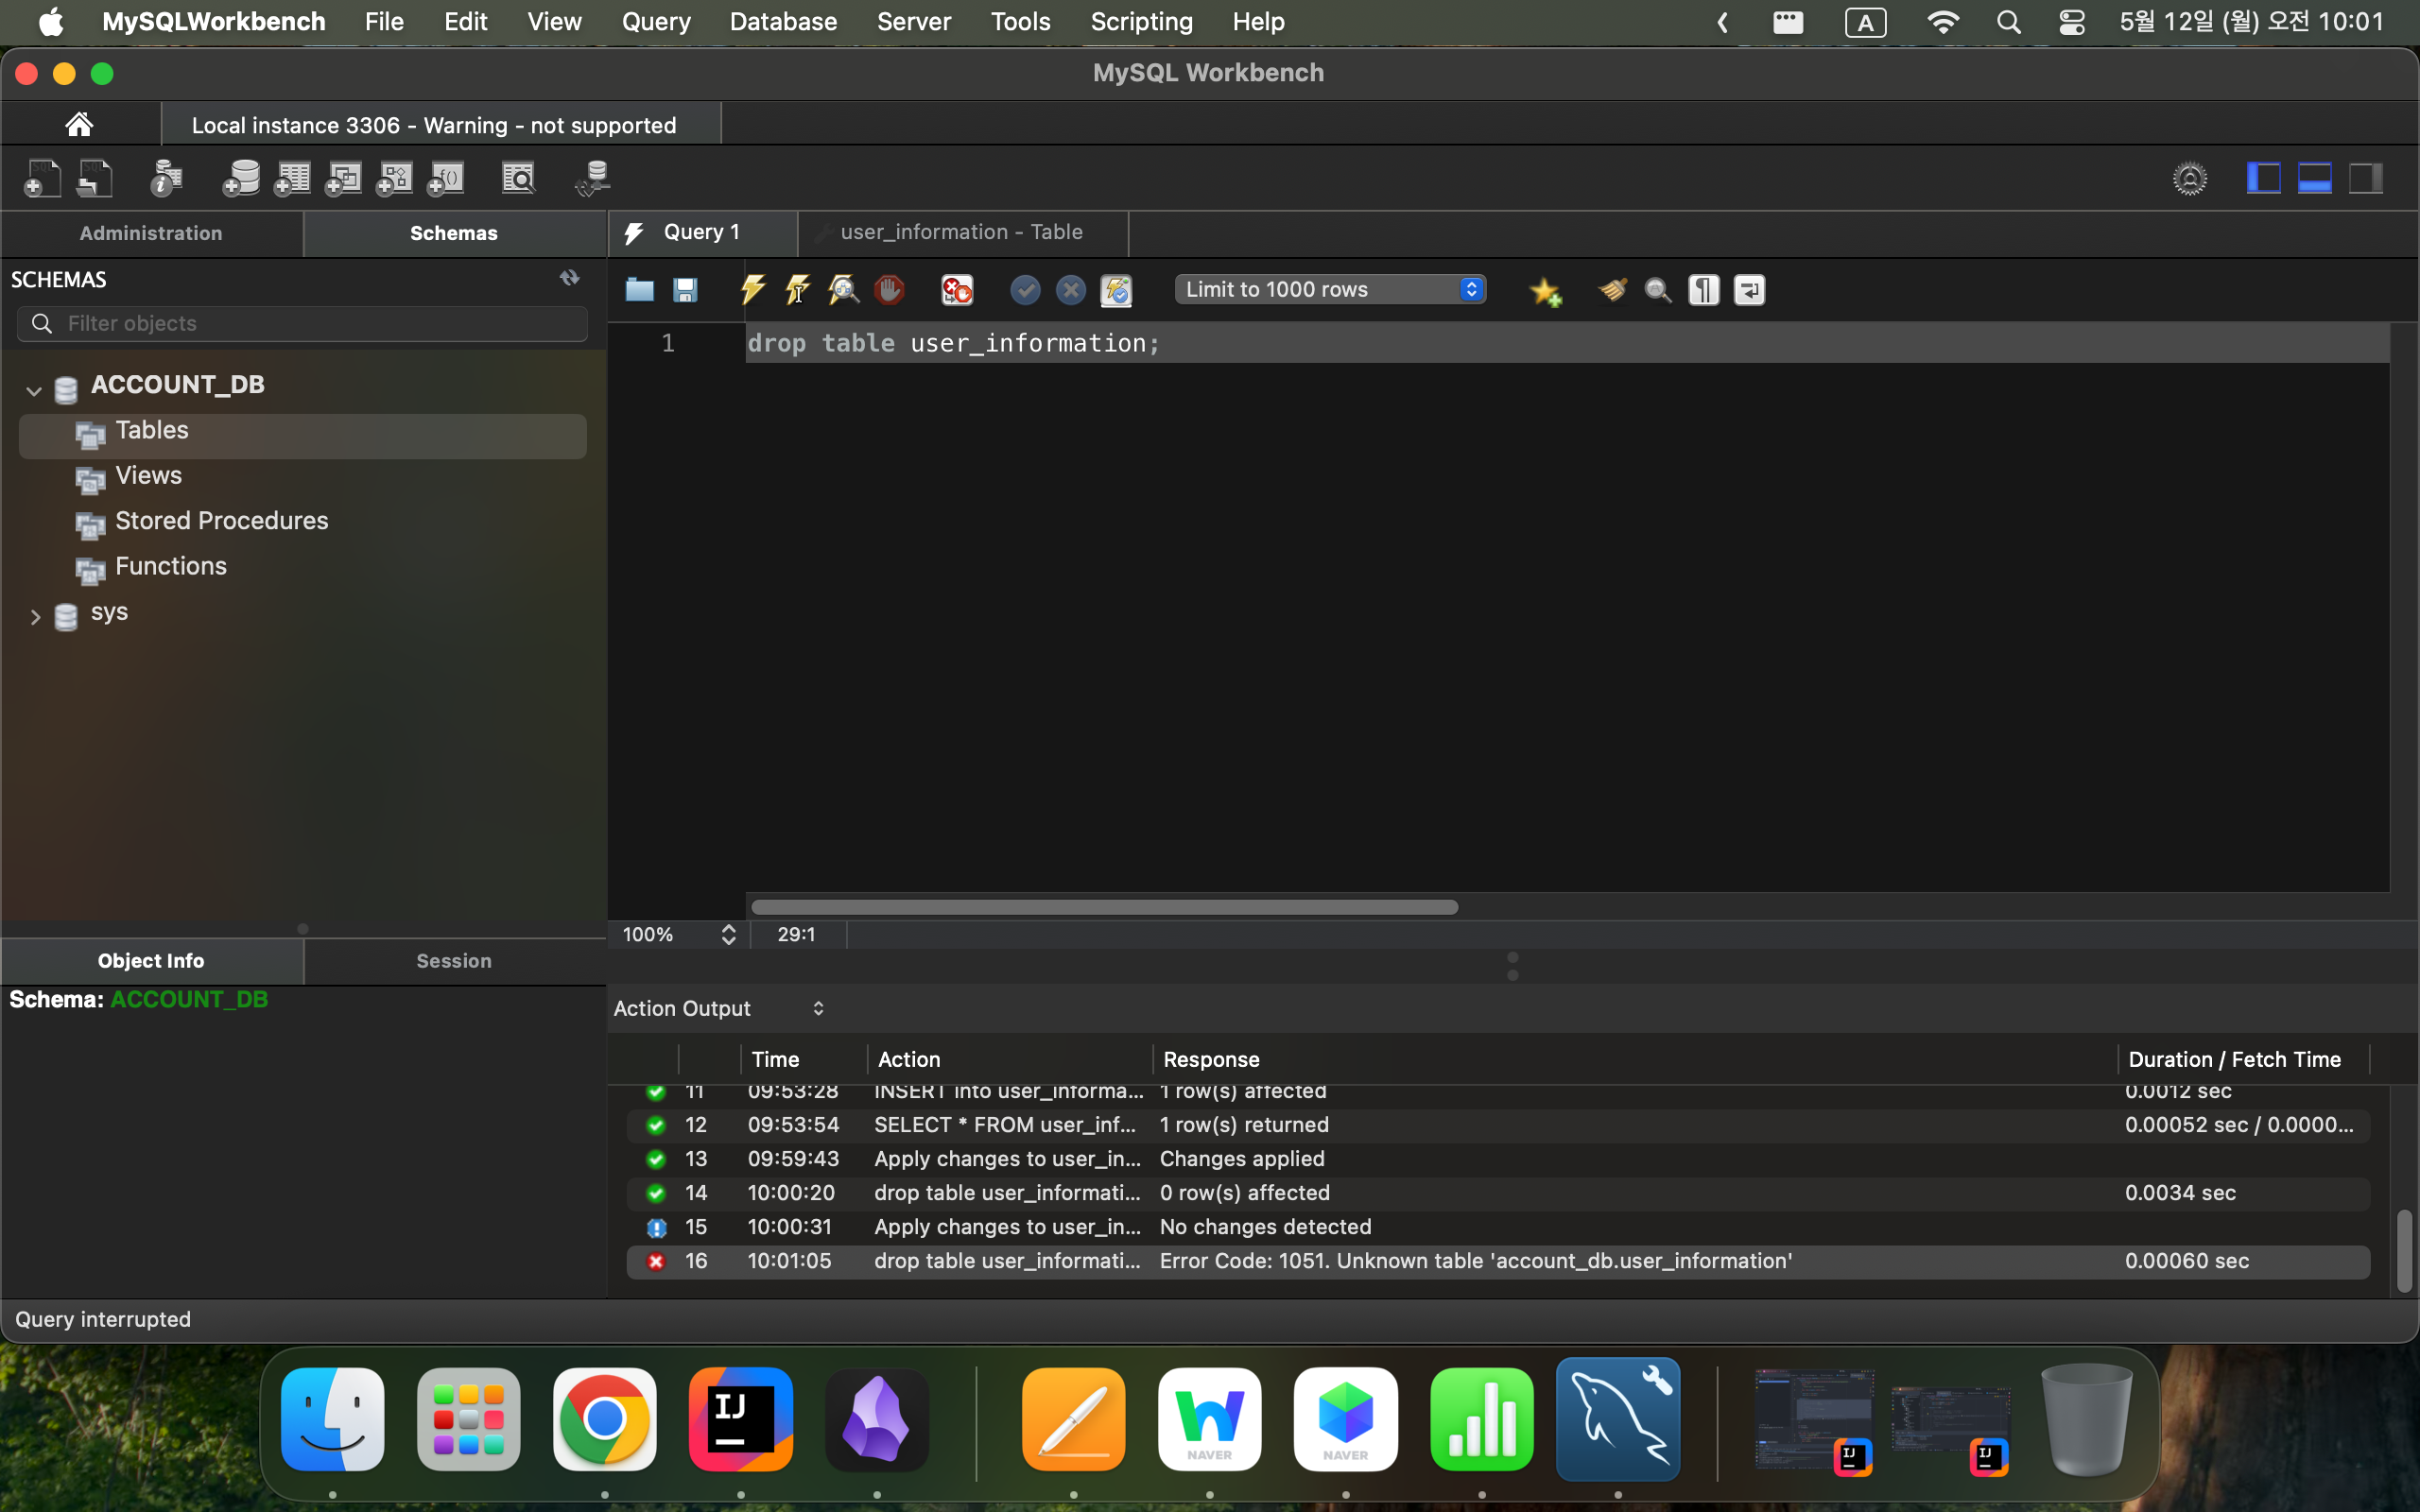 MySQLWorkbench File Edit View Query Database Server Tools Scripting Help A 5월 12일 (월) 오전 10:01
MySQL Workbench
Local instance 3306 - Warning - not supported
Administration Schemas
Query 1 user_information - Table
SCHEMAS
Filter objects
Limit to 1000 rows
1 drop table user_information;
ACCOUNT_DB
Tables
Views
Stored Procedures
Functions
sys
100% 29:1
Object Info Session
Schema: ACCOUNT_DB
Action Output
Time Action Response Duration / Fetch Time
11 09:53:28 INSERT into user_informa... 1 row(s) affected 0.0012 sec
12 09:53:54 SELECT * FROM user_inf... 1 row(s) returned 0.00052 sec / 0.0000...
13 09:59:43 Apply changes to user_in... Changes applied
14 10:00:20 drop table user_informati... 0 row(s) affected 0.0034 sec
15 10:00:31 Apply changes to user_in... No changes detected
16 10:01:05 drop table user_informati... Error Code: 1051. Unknown table 'account_db.user_information' 0.00060 sec
Query interrupted
IJ
NAVER
NAVER
IJ
IJ